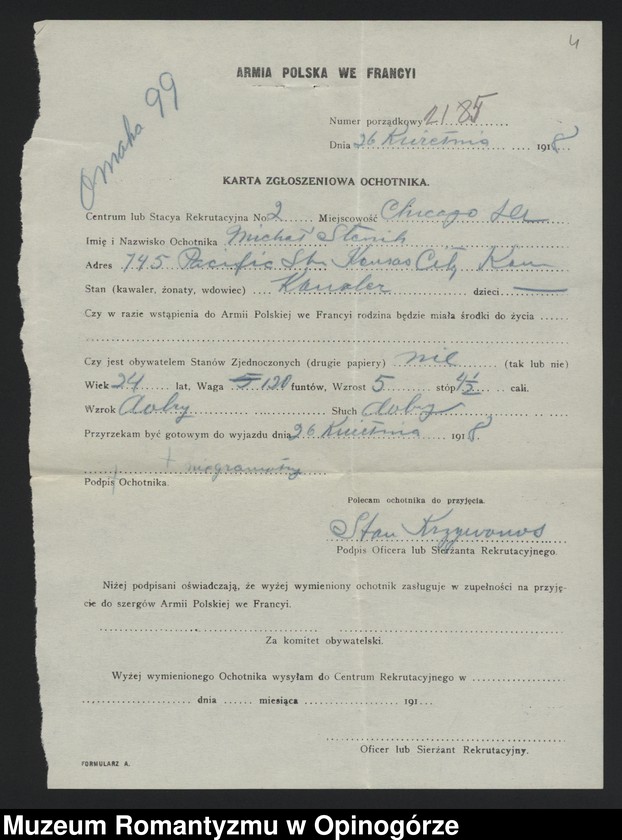 4
ARMIA POLSKA WE FRANCYI
Omaha 99
Numer porządkowy 2185
Dnia 26 Kwietnia 1918
KARTA ZGŁOSZENIOWA OCHOTNIKA.
Centrum lub Stacya Rekrutacyjna No 2 Miejscowość Chicago Ill
Imię i Nazwisko Ochotnika Michał
Adres 745 Pacific St. Kansas City Kan
Stan (kawaler, żonaty, wdowiec) Kawaler dzieci —
Czy w razie wstąpienia do Armii Polskiej we Francyi rodzina będzie miała środki do życia
Czy jest obywatelem Stanów Zjednoczonych (drugie papiery) nie (tak lub nie)
Wiek 24 lat, Waga 120 funtów, Wzrost 5 stóp 4½ cali.
Wzrok dobry Słuch dobry
Przyrzekam być gotowym do wyjazdu dnia 26 Kwietnia 1918
+ niegramotny
Podpis Ochotnika.
Polecam ochotnika do przyjęcia.
Stan Krzywonos
Podpis Oficera lub Sierżanta Rekrutacyjnego.
Niżej podpisani oświadczają, że wyżej wymieniony ochotnik zasługuje w zupełności na przyję-
cie do szergów Armii Polskiej we Francyi.
Za komitet obywatelski.
Wyżej wymienionego Ochotnika wysyłam do Centrum Rekrutacyjnego w
dnia miesiąca 191
Oficer lub Sierżant Rekrutacyjny.
FORMULARZ A.
Muzeum Romantyzmu w Opinogórze